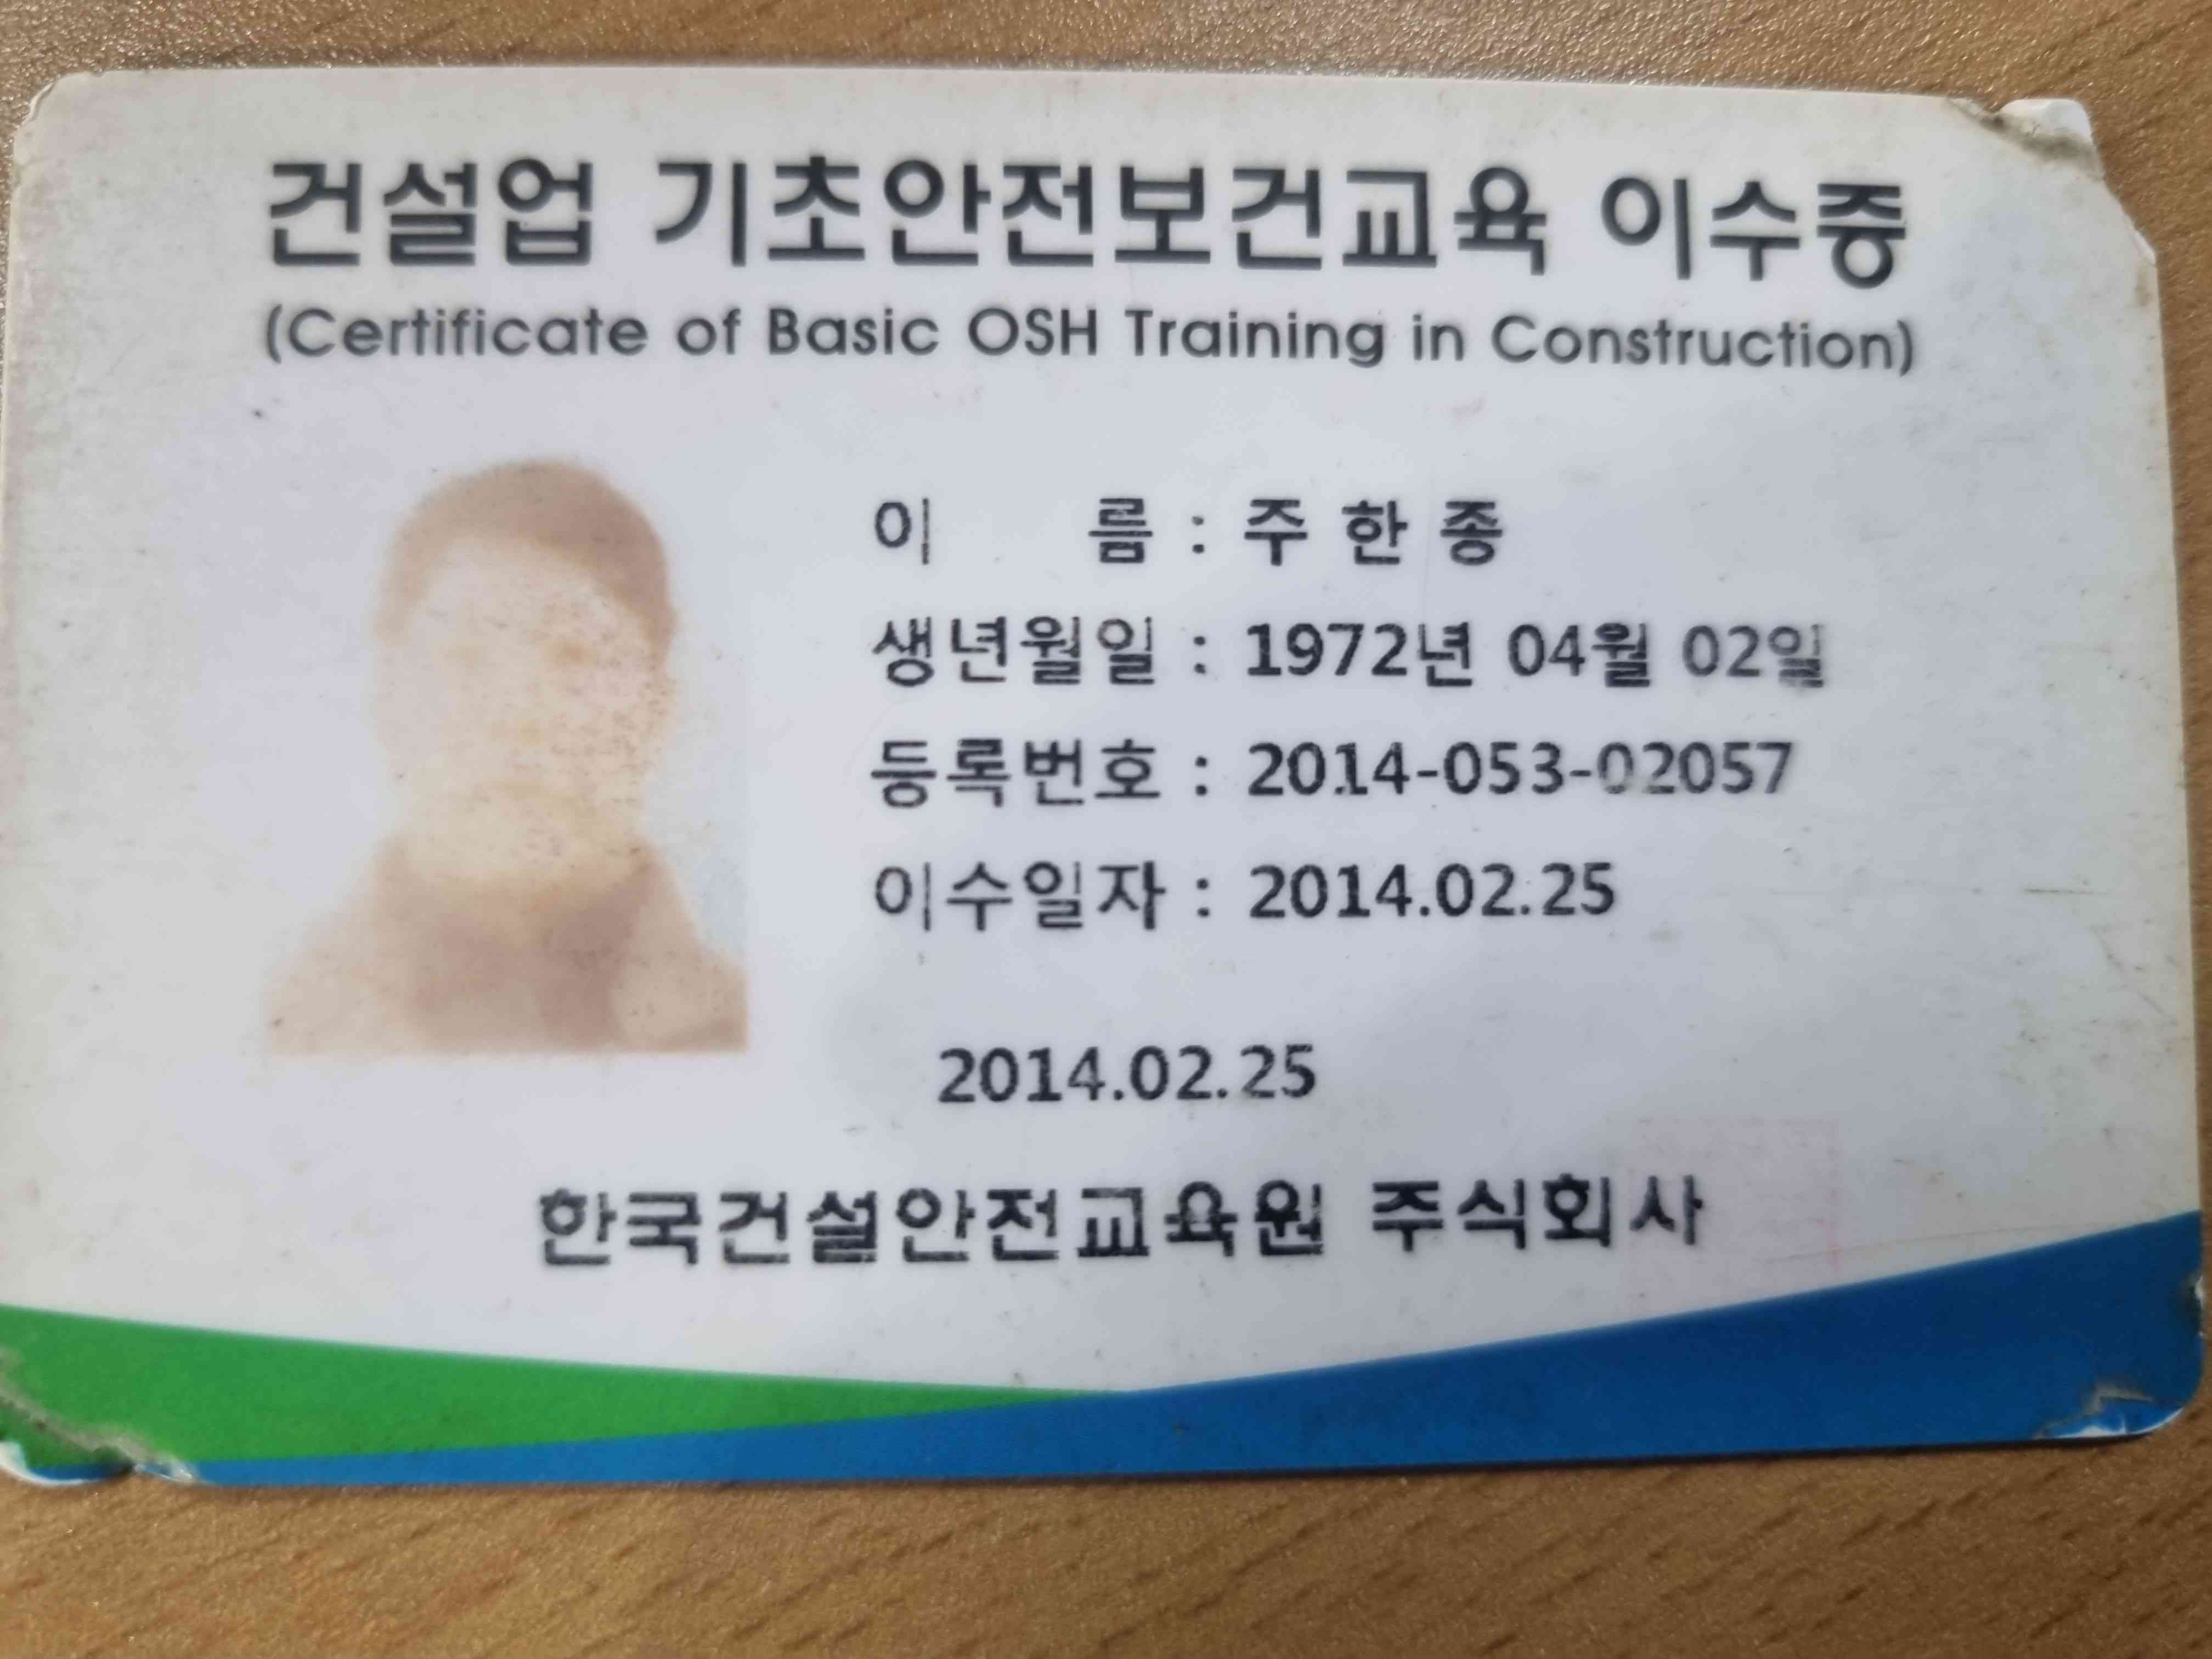 건설업 기초안전보건교육 이수증
(Certificate of Basic OSH Training in Construction)
이 름 : 주 한 종
생년월일 : 1972년 04월 02일
등록번호 : 2014-053-02057
이수일자 : 2014.02.25
2014.02.25
한국건설안전교육원 주식회사